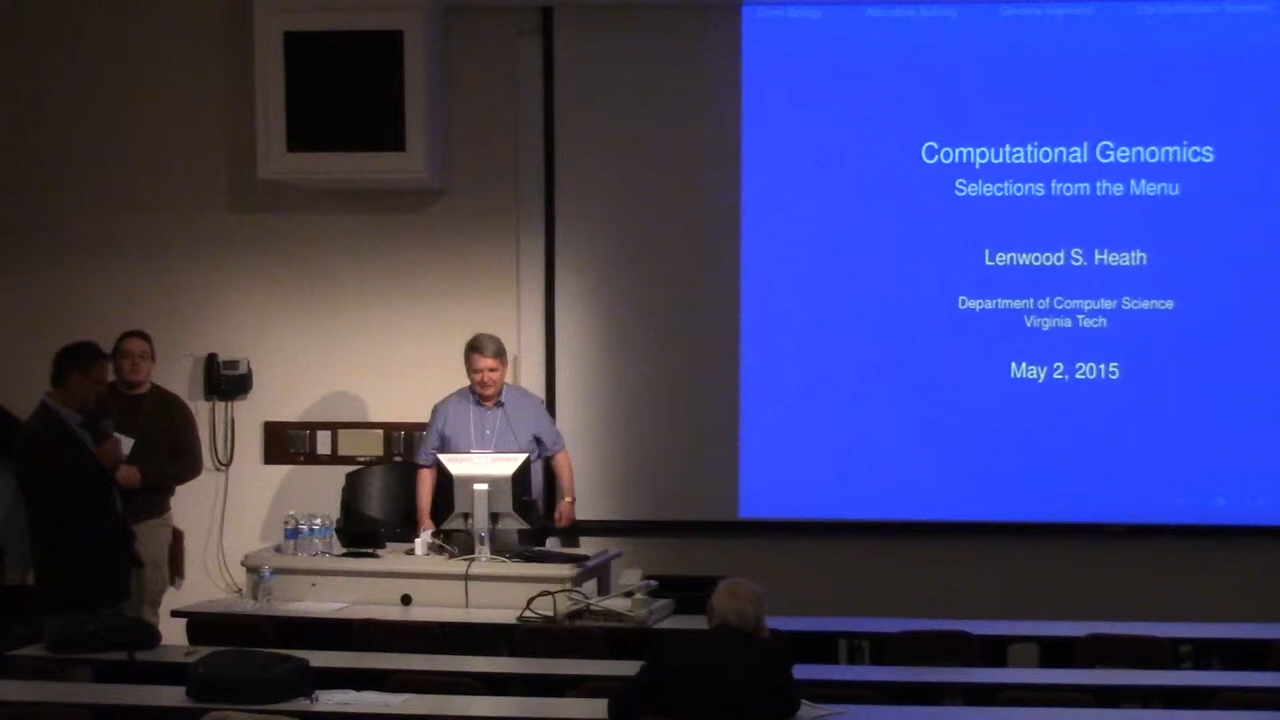 Computational Genomics
Selections from the Menu
Lenwood S. Heath
Department of Computer Science
Virginia Tech
May 2, 2015